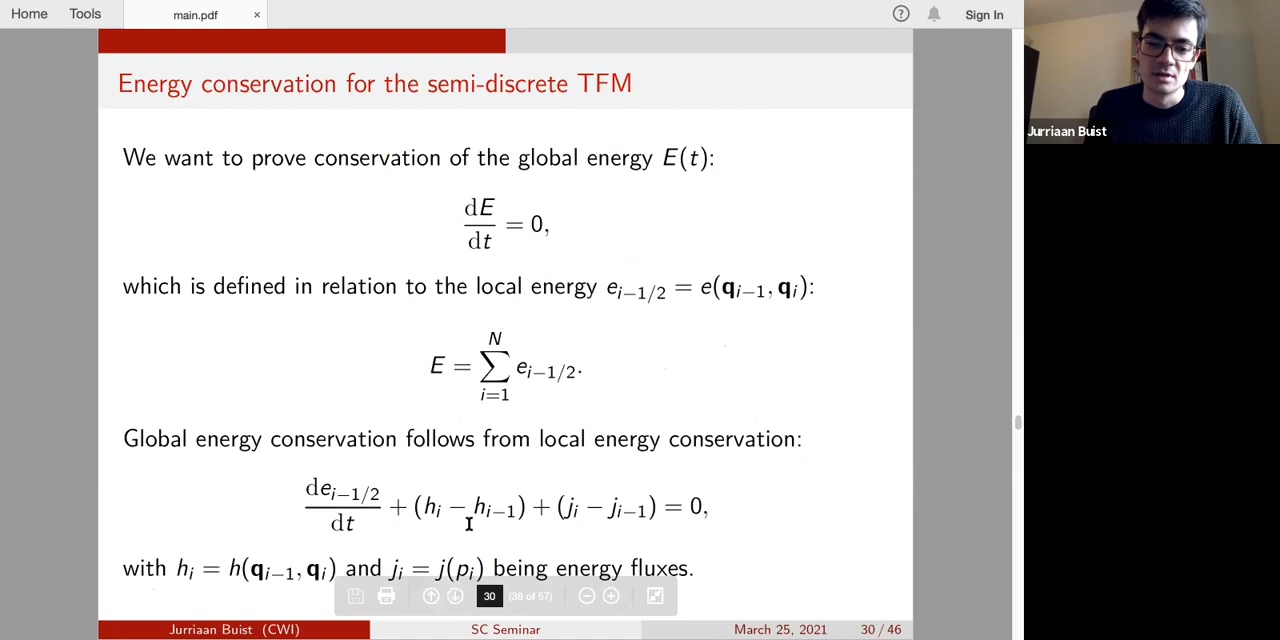 Home Tools main.pdf × ? Sign In
Energy conservation for the semi-discrete TFM
Jurriaan Buist
We want to prove conservation of the global energy E(t):
dE/dt = 0,
which is defined in relation to the local energy e_{i−1/2} = e(q_{i−1}, q_i):
E = ∑_{i=1}^{N} e_{i−1/2}.
Global energy conservation follows from local energy conservation:
de_{i−1/2}/dt + (h_i − h_{i−1}) + (j_i − j_{i−1}) = 0,
with h_i = h(q_{i−1}, q_i) and j_i = j(p_i) being energy fluxes.
30 (38 of 57)
Jurriaan Buist (CWI) SC Seminar March 25, 2021 30 / 46